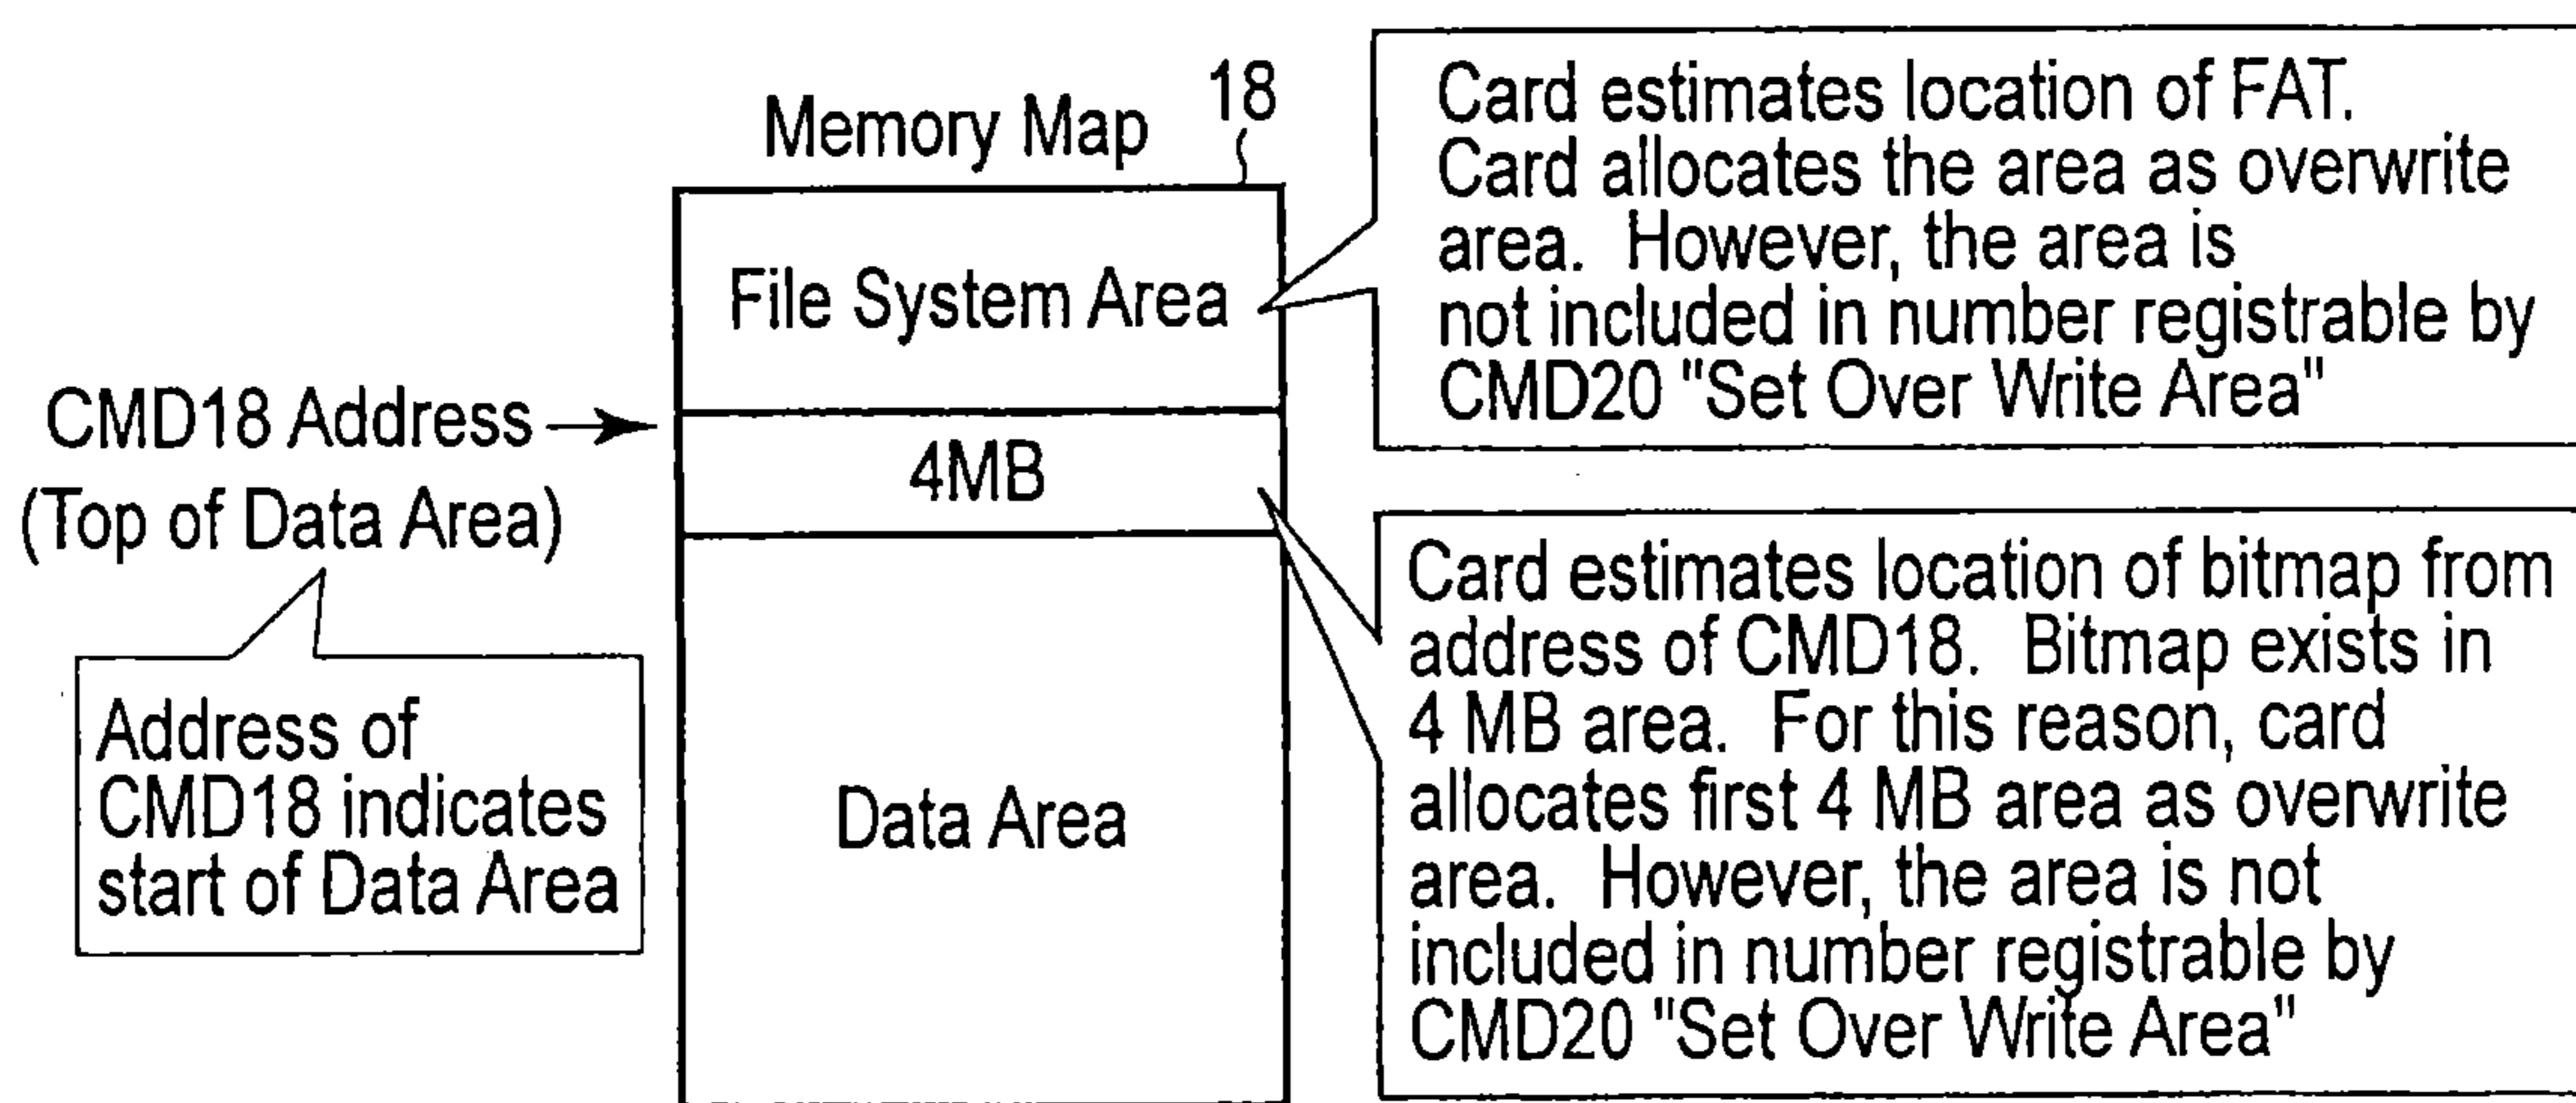 Memory Map
18
File System Area
CMD18 Address
(Top of Data Area)
4MB
Data Area
Address of
CMD18 indicates
start of Data Area
Card estimates location of FAT.
Card allocates the area as overwrite
area. However, the area is
not included in number registrable by
CMD20 "Set Over Write Area"
Card estimates location of bitmap from
address of CMD18. Bitmap exists in
4 MB area. For this reason, card
allocates first 4 MB area as overwrite
area. However, the area is not
included in number registrable by
CMD20 "Set Over Write Area"